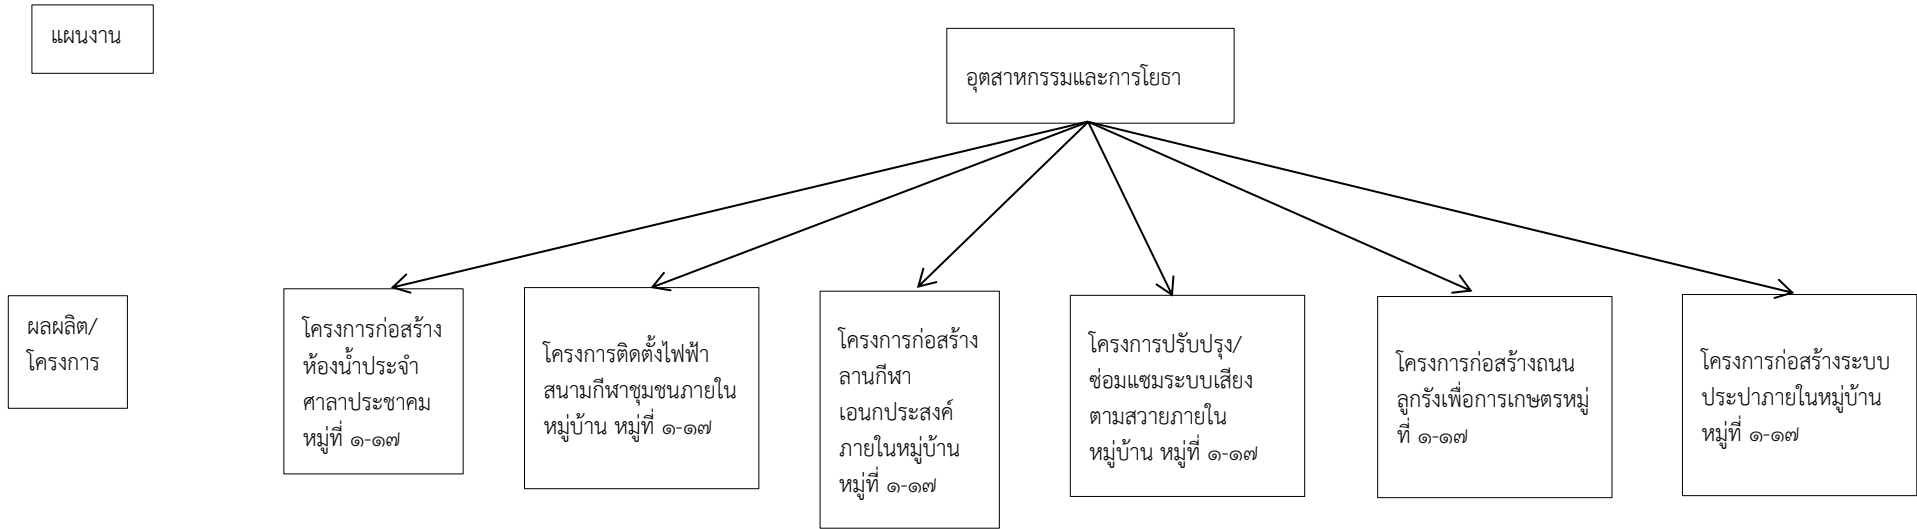 แผนงาน
อุตสาหกรรมและการโยธา
ผลผลิต/
โครงการ
โครงการก่อสร้าง
ห้องน้ำประจำ
ศาลาประชาคม
หมู่ที่ ๑-๑๗
โครงการติดตั้งไฟฟ้า
สนามกีฬาชุมชนภายใน
หมู่บ้าน หมู่ที่ ๑-๑๗
โครงการก่อสร้าง
ลานกีฬา
เอนกประสงค์
ภายในหมู่บ้าน
หมู่ที่ ๑-๑๗
โครงการปรับปรุง/
ซ่อมแซมระบบเสียง
ตามสวายภายใน
หมู่บ้าน หมู่ที่ ๑-๑๗
โครงการก่อสร้างถนน
ลูกรังเพื่อการเกษตรหมู่
ที่ ๑-๑๗
โครงการก่อสร้างระบบ
ประปาภายในหมู่บ้าน
หมู่ที่ ๑-๑๗